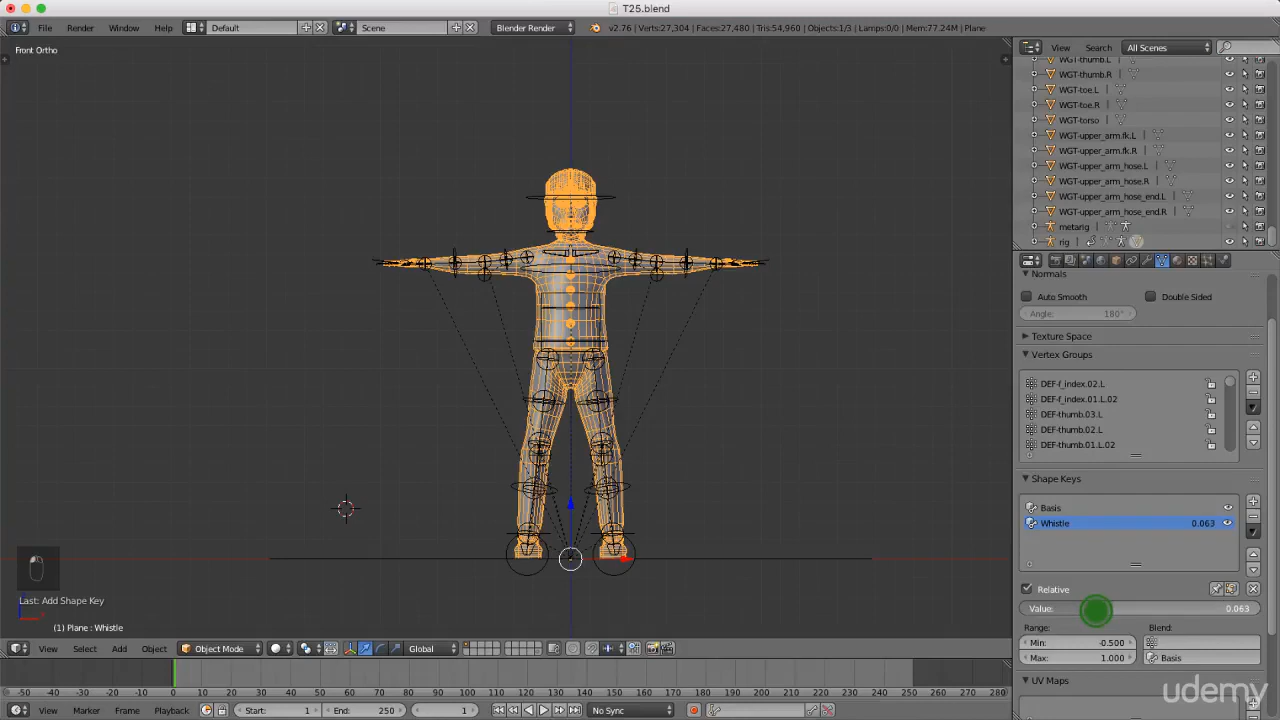 T25.blend
File Render Window Help Default Scene Blender Render v2.76 | Verts:27,304 | Faces:27,480 | Tris:54,960 | Objects:1/3 | Lamps:0/0 | Mem:77.24M | Plane
Front Ortho
View Search All Scenes
WGT-thumb.L
WGT-thumb.R
WGT-toe.L
WGT-toe.R
WGT-torso
WGT-upper_arm.fk.L
WGT-upper_arm.fk.R
WGT-upper_arm_hose.L
WGT-upper_arm_hose.R
WGT-upper_arm_hose_end.L
WGT-upper_arm_hose_end.R
metarig
rig
Normals
Auto Smooth Double Sided
Angle: 180°
Texture Space
Vertex Groups
DEF-f_index.02.L
DEF-f_index.01.L.02
DEF-thumb.03.L
DEF-thumb.02.L
DEF-thumb.01.L.02
Shape Keys
Basis
Whistle 0.063
Relative
Value: 0.063
Range: Blend:
Min: -0.500
Max: 1.000 Basis
UV Maps
Last: Add Shape Key
(1) Plane : Whistle
View Select Add Object Object Mode Global
-50 -40 -30 -20 -10 0 10 20 30 40 50 60 70 80 90 100 110 120 130 140 150 160 170 180 190 200 210 220 230 240 250 260 270 280
View Marker Frame Playback Start: 1 End: 250 1 No Sync
udemy